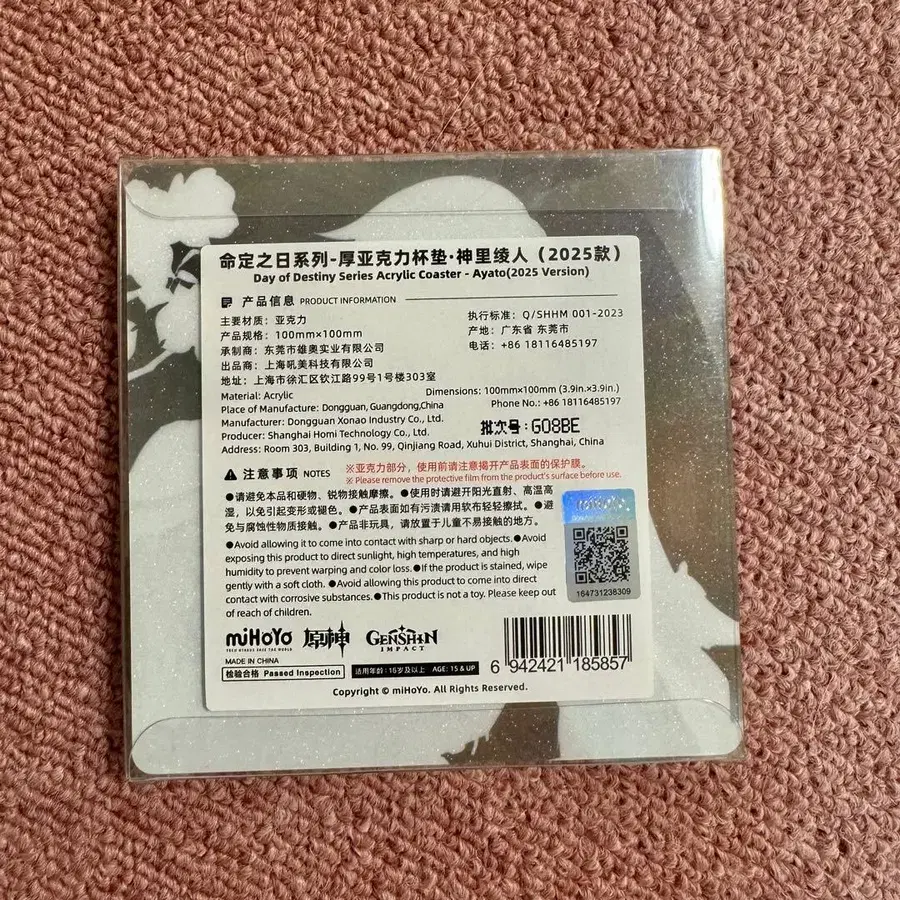 命定之日系列-厚亚克力杯垫·神里绫人（2025款）
Day of Destiny Series Acrylic Coaster - Ayato(2025 Version)
产品信息 PRODUCT INFORMATION
主要材质：亚克力
执行标准：Q/SHHM 001-2023
产品规格：100mm×100mm
产地：广东省 东莞市
承制商：东莞市雄奥实业有限公司
电话：+86 18116485197
出品商：上海吼美科技有限公司
地址：上海市徐汇区钦江路99号1号楼303室
Material: Acrylic
Dimensions: 100mm×100mm (3.9in.×3.9in.)
Place of Manufacture: Dongguan, Guangdong,China
Phone No.: +86 18116485197
Manufacturer: Dongguan Xonao Industry Co., Ltd.
批次号: G08BE
Producer: Shanghai Homi Technology Co., Ltd.
Address: Room 303, Building 1, No. 99, Qinjiang Road, Xuhui District, Shanghai, China
注意事项 NOTES
※亚克力部分，使用前请注意揭开产品表面的保护膜。
※ Please remove the protective film from the product's surface before use.
●请避免本品和硬物、锐物接触摩擦。●使用时请避开阳光直射、高温高
湿，以免引起变形或褪色。●产品表面如有污渍请用软布轻轻擦拭。●避
免与腐蚀性物质接触。●产品非玩具，请放置于儿童不易接触的地方。
●Avoid allowing it to come into contact with sharp or hard objects.●Avoid
exposing this product to direct sunlight, high temperatures, and high
humidity to prevent warping and color loss.●If the product is stained, wipe
gently with a soft cloth. ●Avoid allowing this product to come into direct
contact with corrosive substances.●This product is not a toy. Please keep out
of reach of children.
miHoYo
164731238309
miHoYo
TECH OTAKUS SAVE THE WORLD
原神
GENSHIN
IMPACT
MADE IN CHINA
检验合格 Passed Inspection
适用年龄：15岁及以上 AGE: 15 & UP
6 942421 185857
Copyright © miHoYo. All Rights Reserved.